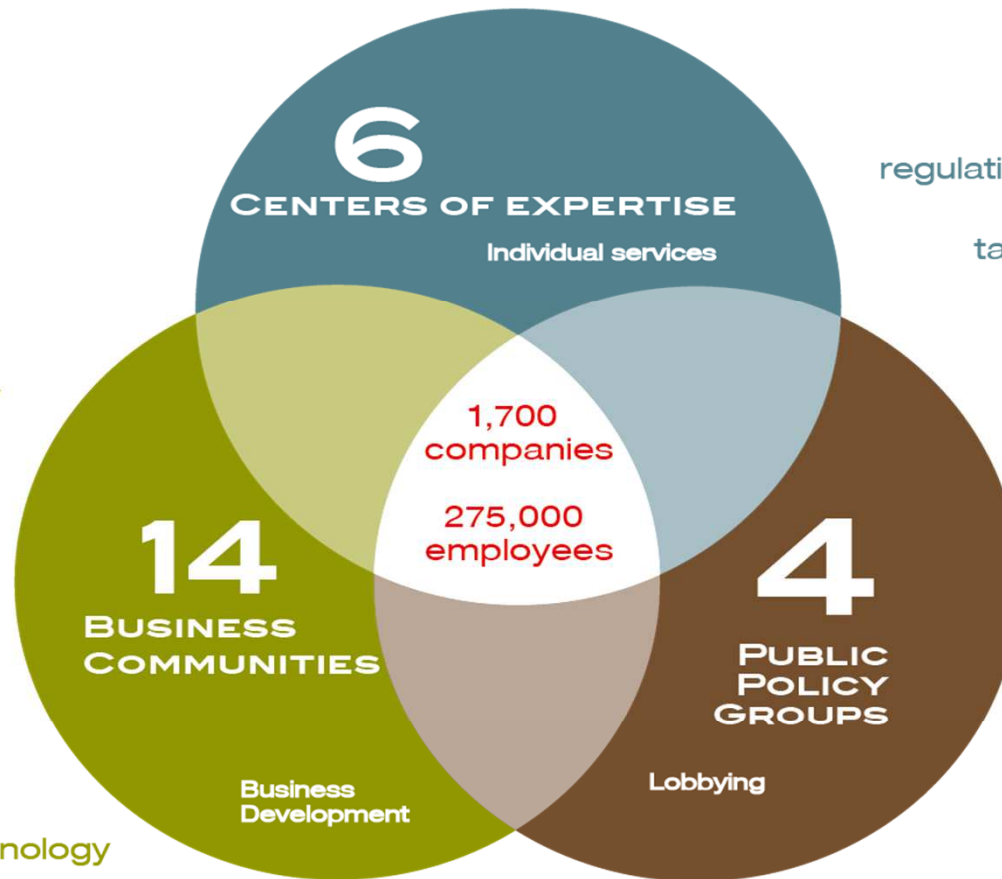 6
CENTERS OF EXPERTISE
Individual services
1,700
companies
275,000
employees
14
BUSINESS
COMMUNITIES
Business
Development
4
PUBLIC
POLICY
GROUPS
Lobbying